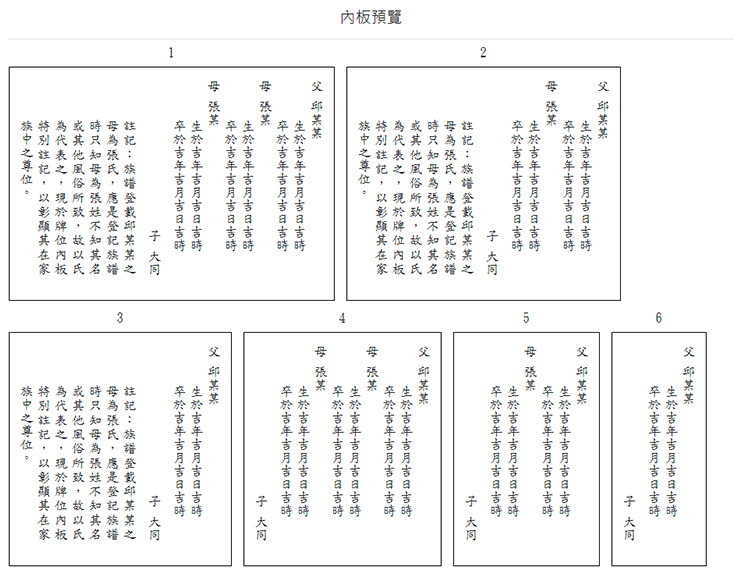 內板預覽
1
父 邱某某
生於吉年吉月吉日吉時
卒於吉年吉月吉日吉時
母 張某
生於吉年吉月吉日吉時
卒於吉年吉月吉日吉時
母 張某
生於吉年吉月吉日吉時
卒於吉年吉月吉日吉時
子 大同
註記：族譜登載邱某某之
母為張氏，應是登記族譜
時只知母為張姓不知其名
或其他風俗所致，故以氏
為代表之，現於牌位內板
特別註記，以彰顯其在家
族中之尊位。
2
父 邱某某
生於吉年吉月吉日吉時
卒於吉年吉月吉日吉時
母 張某
生於吉年吉月吉日吉時
卒於吉年吉月吉日吉時
子 大同
註記：族譜登載邱某某之
母為張氏，應是登記族譜
時只知母為張姓不知其名
或其他風俗所致，故以氏
為代表之，現於牌位內板
特別註記，以彰顯其在家
族中之尊位。
3
父 邱某某
生於吉年吉月吉日吉時
卒於吉年吉月吉日吉時
子 大同
註記：族譜登載邱某某之
母為張氏，應是登記族譜
時只知母為張姓不知其名
或其他風俗所致，故以氏
為代表之，現於牌位內板
特別註記，以彰顯其在家
族中之尊位。
4
父 邱某某
生於吉年吉月吉日吉時
卒於吉年吉月吉日吉時
母 張某
生於吉年吉月吉日吉時
卒於吉年吉月吉日吉時
母 張某
生於吉年吉月吉日吉時
卒於吉年吉月吉日吉時
子 大同
5
父 邱某某
生於吉年吉月吉日吉時
卒於吉年吉月吉日吉時
母 張某
生於吉年吉月吉日吉時
卒於吉年吉月吉日吉時
子 大同
6
父 邱某某
生於吉年吉月吉日吉時
卒於吉年吉月吉日吉時
子 大同